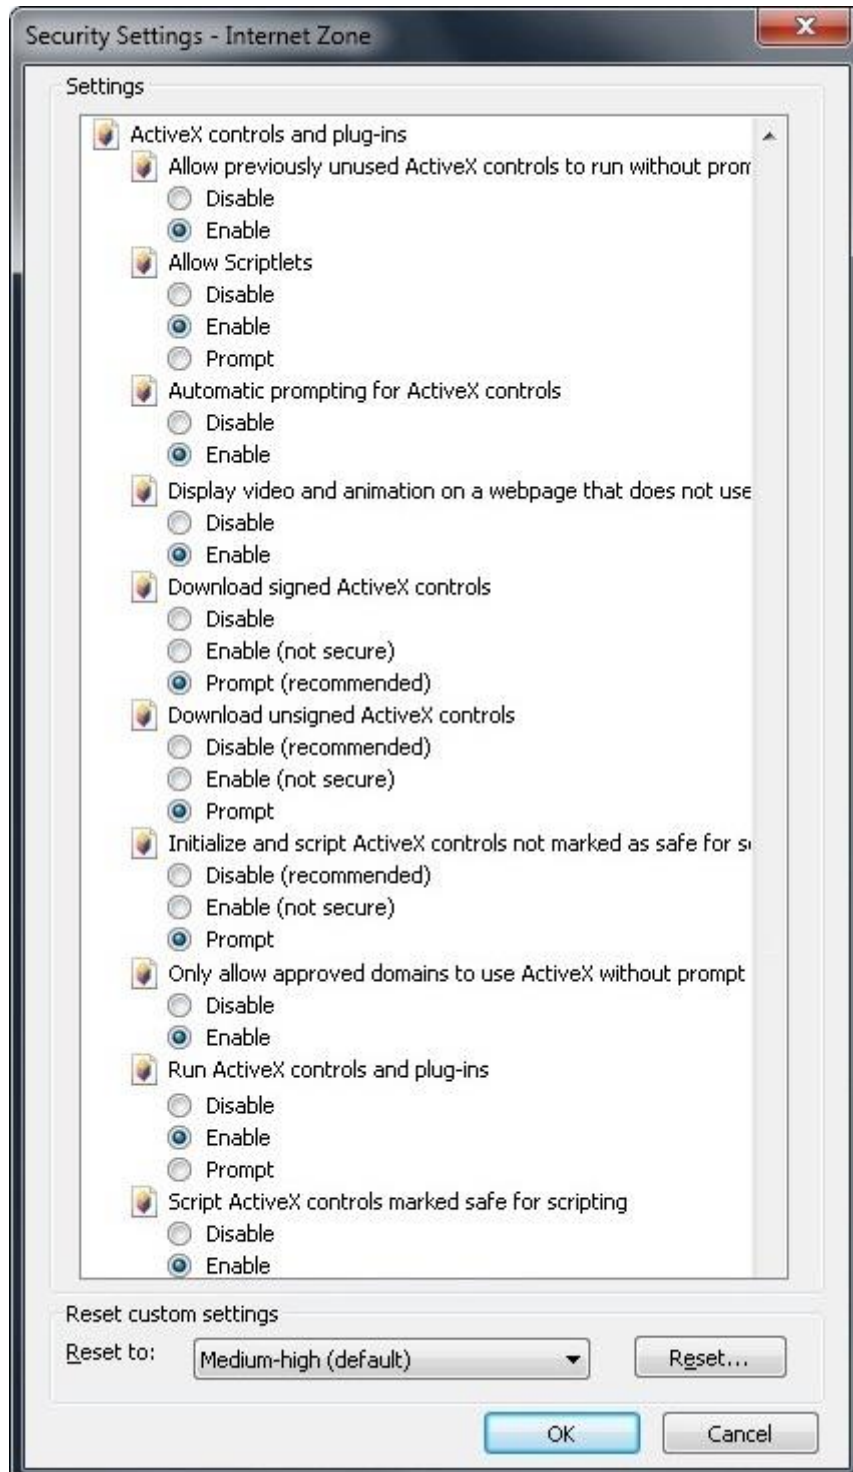 Security Settings - Internet Zone
Settings
ActiveX controls and plug-ins
Allow previously unused ActiveX controls to run without prom
Disable
Enable
Allow Scriptlets
Disable
Enable
Prompt
Automatic prompting for ActiveX controls
Disable
Enable
Display video and animation on a webpage that does not use
Disable
Enable
Download signed ActiveX controls
Disable
Enable (not secure)
Prompt (recommended)
Download unsigned ActiveX controls
Disable (recommended)
Enable (not secure)
Prompt
Initialize and script ActiveX controls not marked as safe for s
Disable (recommended)
Enable (not secure)
Prompt
Only allow approved domains to use ActiveX without prompt
Disable
Enable
Run ActiveX controls and plug-ins
Disable
Enable
Prompt
Script ActiveX controls marked safe for scripting
Disable
Enable
Reset custom settings
Reset to: Medium-high (default) Reset...
OK Cancel